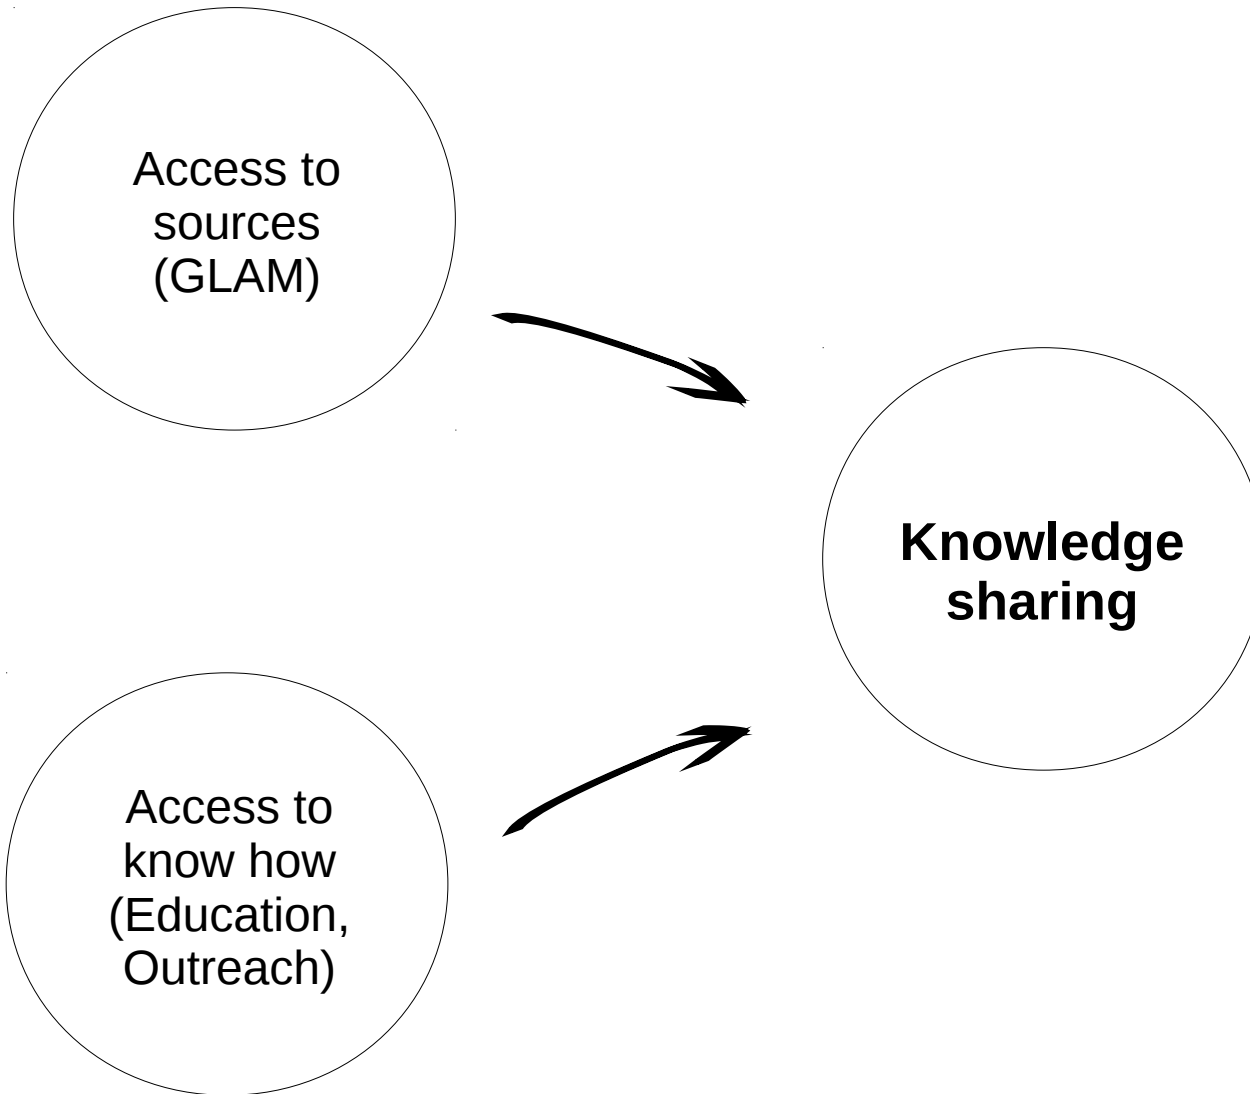 Access to
sources
(GLAM)
Knowledge
sharing
Access to
know how
(Education,
Outreach)